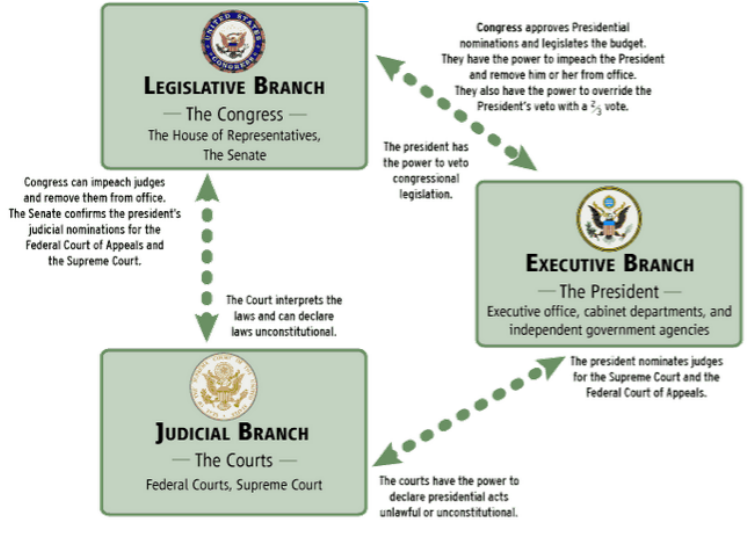 UNITED STATES
CONGRESS
LEGISLATIVE BRANCH
— The Congress —
The House of Representatives,
The Senate
Congress approves Presidential
nominations and legislates the budget.
They have the power to impeach the President
and remove him or her from office.
They also have the power to override the
President's veto with a 2/3 vote.
The president has
the power to veto
congressional
legislation.
Congress can impeach judges
and remove them from office.
The Senate confirms the president's
judicial nominations for the
Federal Court of Appeals and
the Supreme Court.
EXECUTIVE BRANCH
— The President —
Executive office, cabinet departments, and
independent government agencies
The Court interprets the
laws and can declare
laws unconstitutional.
The president nominates judges
for the Supreme Court and the
Federal Court of Appeals.
JUDICIAL BRANCH
— The Courts —
Federal Courts, Supreme Court
The courts have the power to
declare presidential acts
unlawful or unconstitutional.